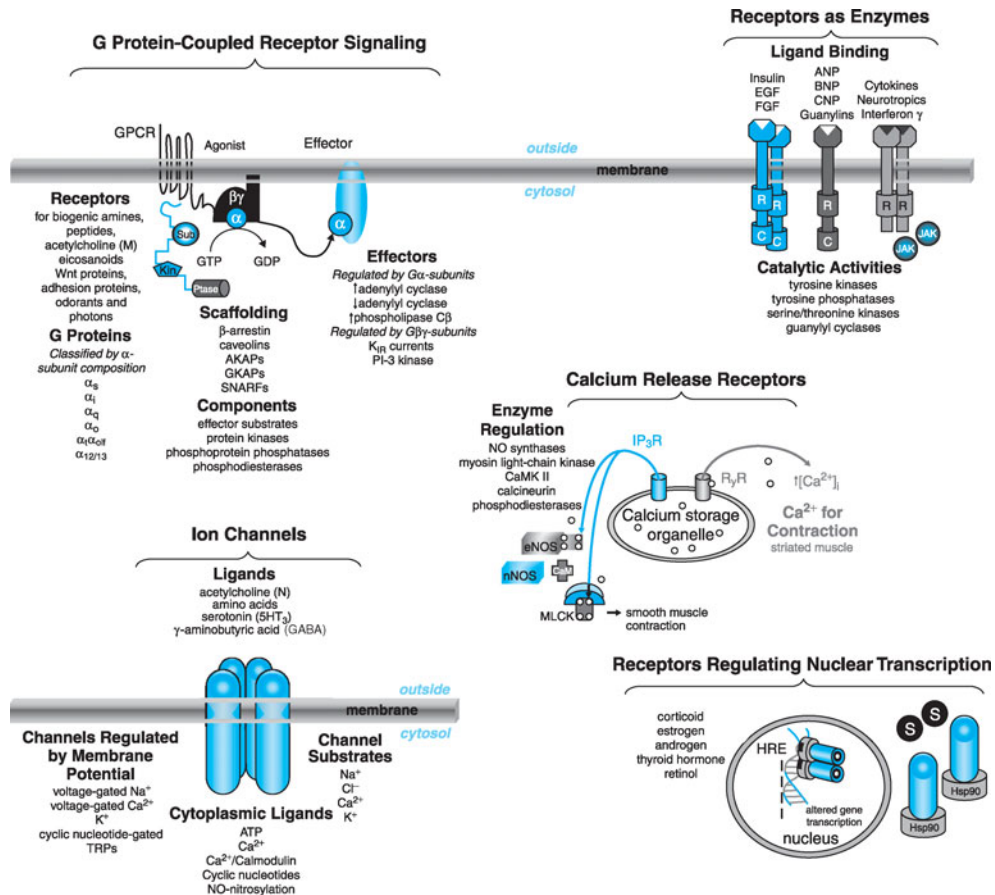 G Protein-Coupled Receptor Signaling
GPCR
Agonist
Effector
outside
membrane
cytosol
βγ
α
α
GTP
GDP
Sub
Kin
Ptase
Receptors
for biogenic amines,
peptides,
acetylcholine (M)
eicosanoids
Wnt proteins,
adhesion proteins,
odorants and
photons
G Proteins
Classified by α-
subunit composition
αs
αi
αq
αo
αtαolf
α12/13
Scaffolding
β-arrestin
caveolins
AKAPs
GKAPs
SNARFs
Components
effector substrates
protein kinases
phosphoprotein phosphatases
phosphodiesterases
Effectors
Regulated by Gα-subunits
↑adenylyl cyclase
↓adenylyl cyclase
↑phospholipase Cβ
Regulated by Gβγ-subunits
KIR currents
PI-3 kinase
Receptors as Enzymes
Ligand Binding
Insulin
EGF
FGF
ANP
BNP
CNP
Guanylins
Cytokines
Neurotropics
Interferon γ
R
C
R
C
R
JAK
JAK
Catalytic Activities
tyrosine kinases
tyrosine phosphatases
serine/threonine kinases
guanylyl cyclases
Calcium Release Receptors
Enzyme
Regulation
NO synthases
myosin light-chain kinase
CaMK II
calcineurin
phosphodiesterases
IP3R
RyR
↑[Ca2+]i
Ca2+ for
Contraction
striated muscle
Calcium storage
organelle
eNOS
nNOS
CaM
MLCK
→ smooth muscle
contraction
Ion Channels
Ligands
acetylcholine (N)
amino acids
serotonin (5HT3)
γ-aminobutyric acid (GABA)
outside
membrane
cytosol
Channels Regulated
by Membrane
Potential
voltage-gated Na+
voltage-gated Ca2+
K+
cyclic nucleotide-gated
TRPs
Cytoplasmic Ligands
ATP
Ca2+
Ca2+/Calmodulin
Cyclic nucleotides
NO-nitrosylation
Channel
Substrates
Na+
Cl−
Ca2+
K+
Receptors Regulating Nuclear Transcription
corticoid
estrogen
androgen
thyroid hormone
retinol
HRE
altered gene
transcription
nucleus
S
S
Hsp90
Hsp90